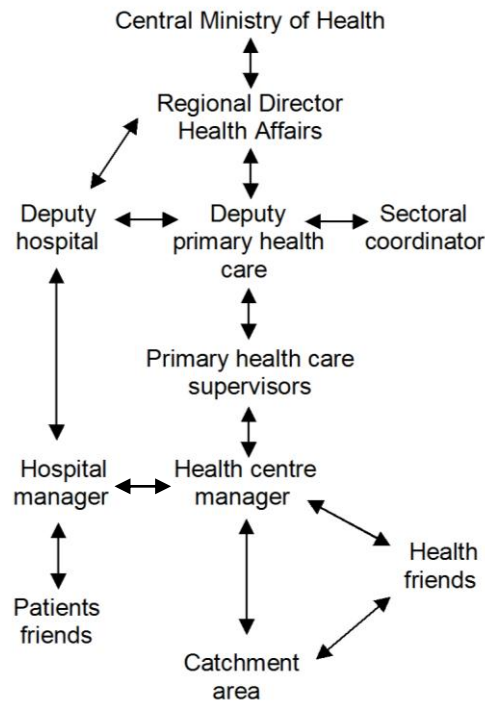 Central Ministry of Health
Regional Director
Health Affairs
Deputy
hospital
Deputy
primary health
care
Sectoral
coordinator
Primary health care
supervisors
Hospital
manager
Health centre
manager
Health
friends
Patients
friends
Catchment
area